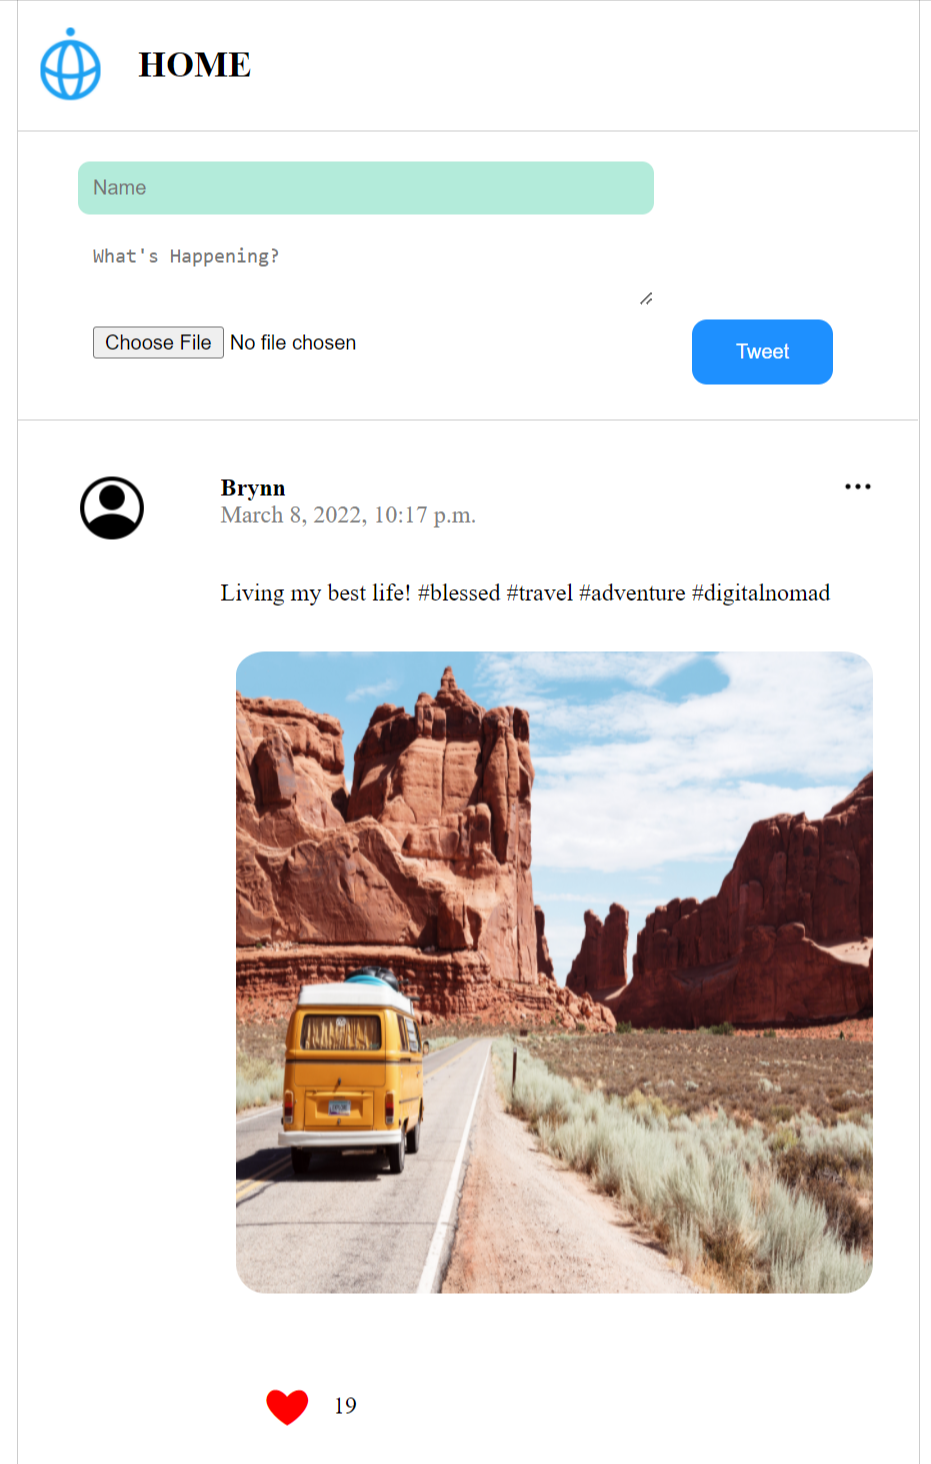 HOME
Name
What's Happening?
Choose File No file chosen
Tweet
Brynn
March 8, 2022, 10:17 p.m.
Living my best life! #blessed #travel #adventure #digitalnomad
19